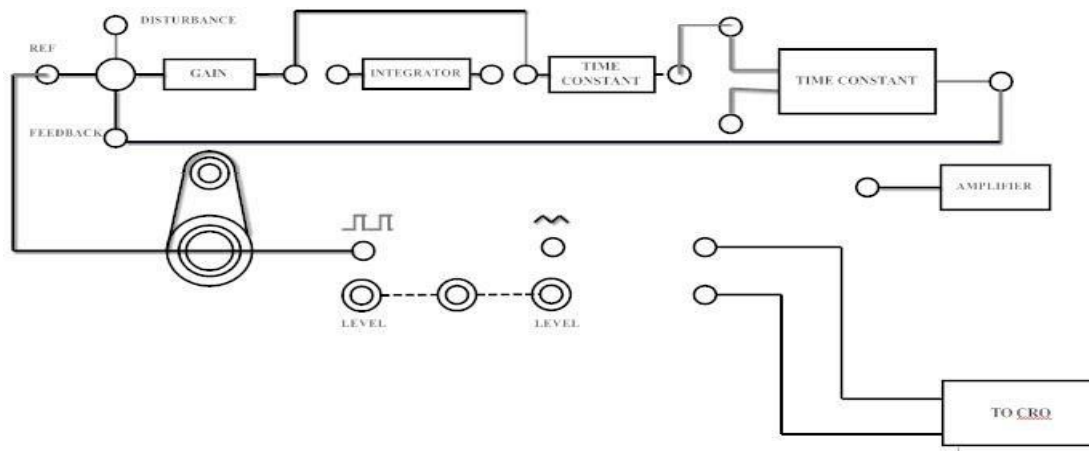 DISTURBANCE
REF
GAIN
INTEGRATOR
TIME
CONSTANT
TIME CONSTANT
FEEDBACK
AMPLIFIER
LEVEL
LEVEL
TO CRO